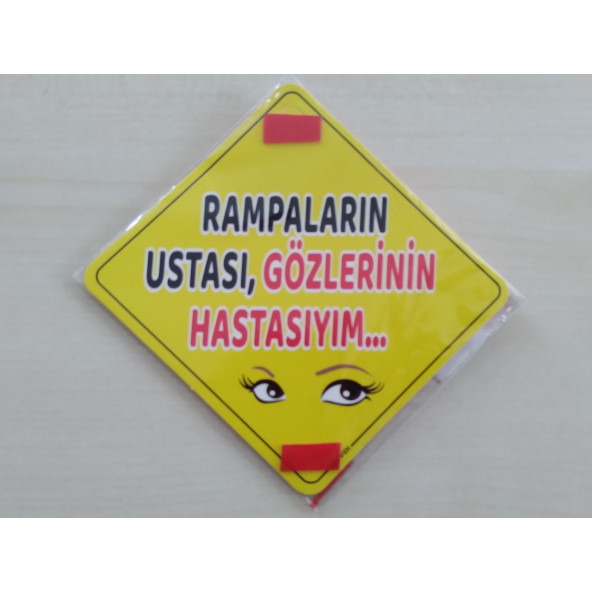 RAMPALARIN
USTASI, GÖZLERİNİN
HASTASIYIM...